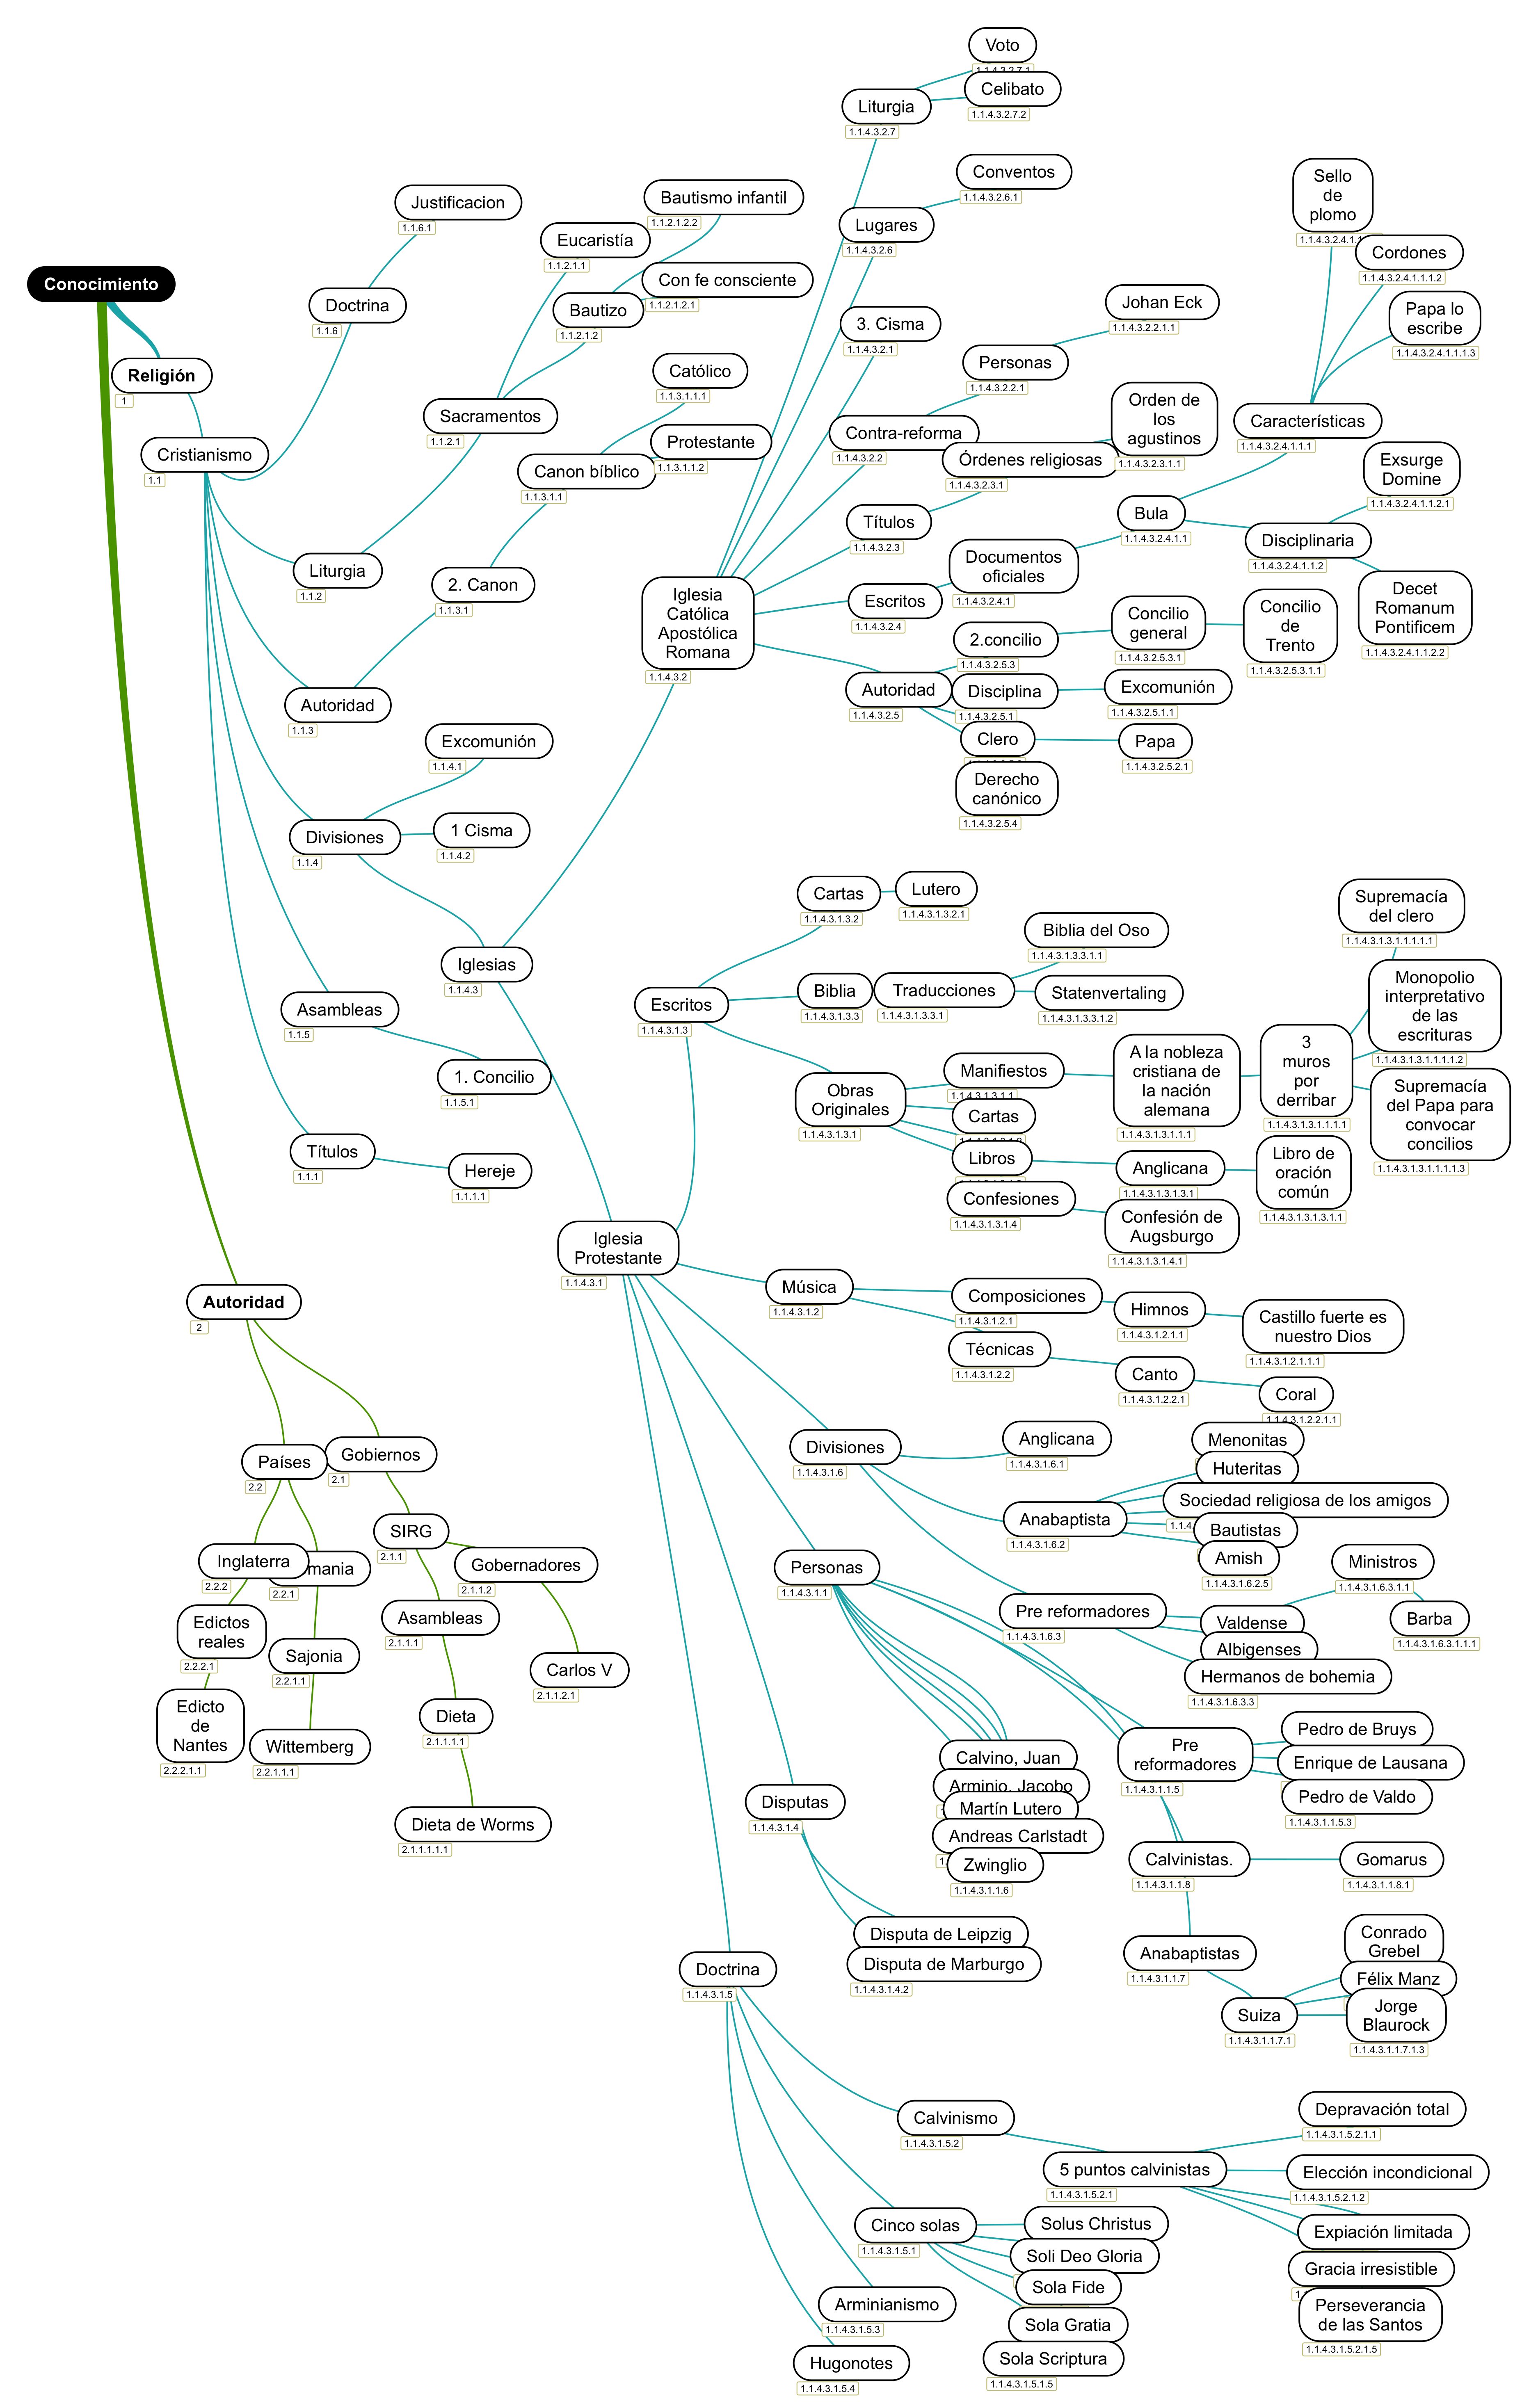 Conocimiento
Religión
1
Cristianismo
1.1
Doctrina
1.1.6
Justificacion
1.1.6.1
Liturgia
1.1.2
Sacramentos
1.1.2.1
Eucaristía
1.1.2.1.1
Bautizo
1.1.2.1.2
Bautismo infantil
1.1.2.1.2.2
Con fe consciente
1.1.2.1.2.1
Autoridad
1.1.3
2. Canon
1.1.3.1
Canon bíblico
1.1.3.1.1
Católico
1.1.3.1.1.1
Protestante
1.1.3.1.1.2
Divisiones
1.1.4
Excomunión
1.1.4.1
1 Cisma
1.1.4.2
Iglesias
1.1.4.3
Asambleas
1.1.5
1. Concilio
1.1.5.1
Títulos
1.1.1
Hereje
1.1.1.1
Iglesia
Católica
Apostólica
Romana
1.1.4.3.2
Liturgia
1.1.4.3.2.7
Voto
1.1.4.3.2.7.1
Celibato
1.1.4.3.2.7.2
Lugares
1.1.4.3.2.6
Conventos
1.1.4.3.2.6.1
3. Cisma
1.1.4.3.2.1
Contra-reforma
1.1.4.3.2.2
Personas
1.1.4.3.2.2.1
Johan Eck
1.1.4.3.2.2.1.1
Títulos
1.1.4.3.2.3
Órdenes religiosas
1.1.4.3.2.3.1
Orden de
los
agustinos
1.1.4.3.2.3.1.1
Escritos
1.1.4.3.2.4
Documentos
oficiales
1.1.4.3.2.4.1
Bula
1.1.4.3.2.4.1.1
Características
1.1.4.3.2.4.1.1.1
Sello
de
plomo
1.1.4.3.2.4.1.1
Cordones
1.1.4.3.2.4.1.1.1.2
Papa lo
escribe
1.1.4.3.2.4.1.1.1.3
Disciplinaria
1.1.4.3.2.4.1.1.2
Exsurge
Domine
1.1.4.3.2.4.1.1.2.1
Decet
Romanum
Pontificem
1.1.4.3.2.4.1.1.2.2
Autoridad
1.1.4.3.2.5
2.concilio
1.1.4.3.2.5.3
Concilio
general
1.1.4.3.2.5.3.1
Concilio
de
Trento
1.1.4.3.2.5.3.1.1
Disciplina
1.1.4.3.2.5.1
Excomunión
1.1.4.3.2.5.1.1
Clero
Papa
1.1.4.3.2.5.2.1
Derecho
canónico
1.1.4.3.2.5.4
Iglesia
Protestante
1.1.4.3.1
Escritos
1.1.4.3.1.3
Cartas
1.1.4.3.1.3.2
Lutero
1.1.4.3.1.3.2.1
Biblia
1.1.4.3.1.3.3
Traducciones
1.1.4.3.1.3.3.1
Biblia del Oso
1.1.4.3.1.3.3.1.1
Statenvertaling
1.1.4.3.1.3.3.1.2
Obras
Originales
1.1.4.3.1.3.1
Manifiestos
1.1.4.3.1.3.1.1
A la nobleza
cristiana de
la nación
alemana
1.1.4.3.1.3.1.1.1
3
muros
por
derribar
1.1.4.3.1.3.1.1.1.1
Supremacía
del clero
1.1.4.3.1.3.1.1.1.1.1
Monopolio
interpretativo
de las
escrituras
1.1.4.3.1.3.1.1.1.1.2
Supremacía
del Papa para
convocar
concilios
1.1.4.3.1.3.1.1.1.1.3
Cartas
Libros
Anglicana
1.1.4.3.1.3.1.3.1
Libro de
oración
común
1.1.4.3.1.3.1.3.1.1
Confesiones
1.1.4.3.1.3.1.4
Confesión de
Augsburgo
1.1.4.3.1.3.1.4.1
Música
1.1.4.3.1.2
Composiciones
1.1.4.3.1.2.1
Himnos
1.1.4.3.1.2.1.1
Castillo fuerte es
nuestro Dios
1.1.4.3.1.2.1.1.1
Técnicas
1.1.4.3.1.2.2
Canto
1.1.4.3.1.2.2.1
Coral
1.1.4.3.1.2.2.1.1
Divisiones
1.1.4.3.1.6
Anglicana
1.1.4.3.1.6.1
Anabaptista
1.1.4.3.1.6.2
Menonitas
Huteritas
Sociedad religiosa de los amigos
Bautistas
Amish
1.1.4.3.1.6.2.5
Pre reformadores
1.1.4.3.1.6.3
Valdense
Ministros
1.1.4.3.1.6.3.1.1
Barba
1.1.4.3.1.6.3.1.1.1
Albigenses
Hermanos de bohemia
1.1.4.3.1.6.3.3
Personas
1.1.4.3.1.1
Calvino, Juan
Arminio, Jacobo
Martín Lutero
Andreas Carlstadt
Zwinglio
1.1.4.3.1.1.6
Pre
reformadores
1.1.4.3.1.1.5
Pedro de Bruys
Enrique de Lausana
Pedro de Valdo
1.1.4.3.1.1.5.3
Calvinistas.
1.1.4.3.1.1.8
Gomarus
1.1.4.3.1.1.8.1
Anabaptistas
1.1.4.3.1.1.7
Suiza
1.1.4.3.1.1.7.1
Conrado
Grebel
Félix Manz
Jorge
Blaurock
1.1.4.3.1.1.7.1.3
Disputas
1.1.4.3.1.4
Disputa de Leipzig
Disputa de Marburgo
1.1.4.3.1.4.2
Doctrina
1.1.4.3.1.5
Calvinismo
1.1.4.3.1.5.2
5 puntos calvinistas
1.1.4.3.1.5.2.1
Depravación total
1.1.4.3.1.5.2.1.1
Elección incondicional
1.1.4.3.1.5.2.1.2
Expiación limitada
Gracia irresistible
Perseverancia
de las Santos
1.1.4.3.1.5.2.1.5
Cinco solas
1.1.4.3.1.5.1
Solus Christus
Soli Deo Gloria
Sola Fide
Sola Gratia
Sola Scriptura
1.1.4.3.1.5.1.5
Arminianismo
1.1.4.3.1.5.3
Hugonotes
1.1.4.3.1.5.4
Autoridad
2
Países
2.2
Gobiernos
2.1
Inglaterra
2.2.2
mania
2.2.1
Edictos
reales
2.2.2.1
Edicto
de
Nantes
2.2.2.1.1
Sajonia
2.2.1.1
Wittemberg
2.2.1.1.1
SIRG
2.1.1
Gobernadores
2.1.1.2
Carlos V
2.1.1.2.1
Asambleas
2.1.1.1
Dieta
2.1.1.1.1
Dieta de Worms
2.1.1.1.1.1